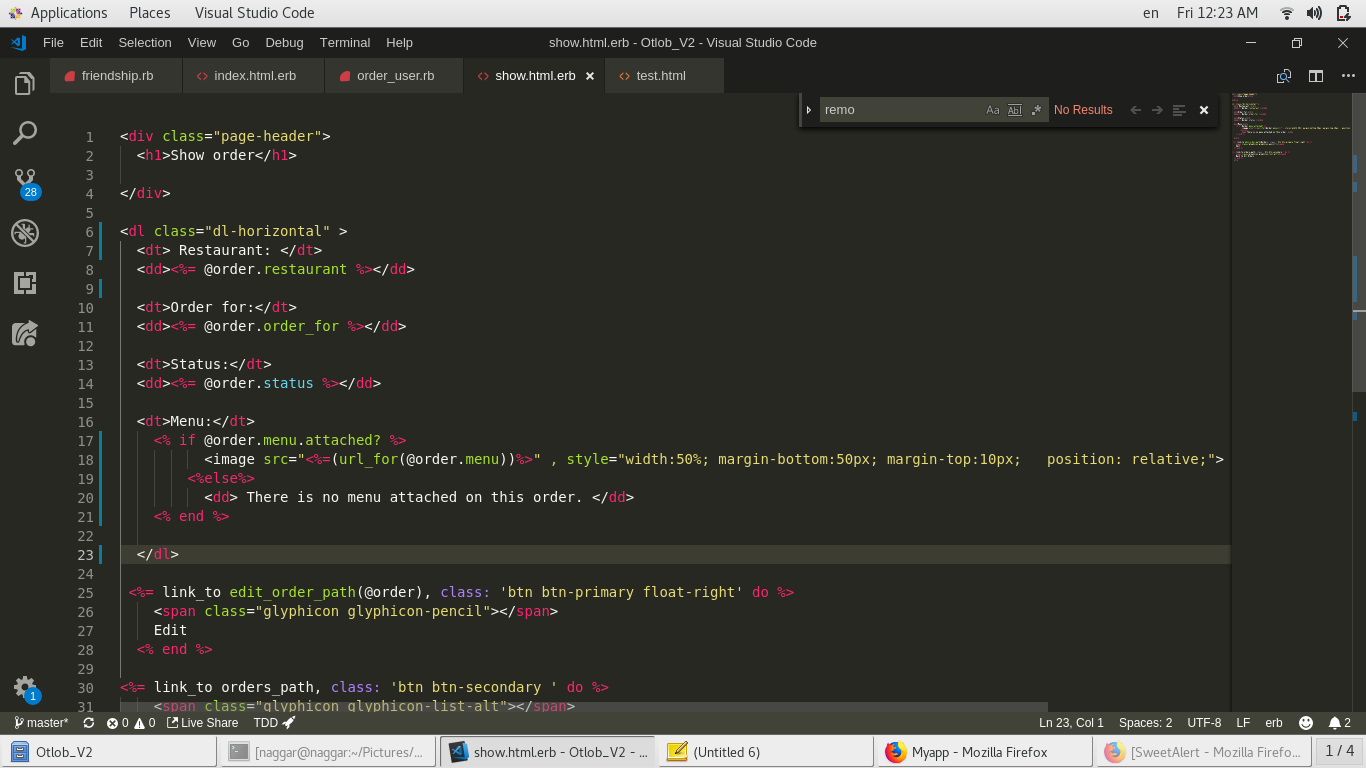 Applications Places Visual Studio Code en Fri 12:23 AM
File Edit Selection View Go Debug Terminal Help show.html.erb - Otlob_V2 - Visual Studio Code
friendship.rb index.html.erb order_user.rb show.html.erb test.html
remo Aa Abl .* No Results
1 <div class="page-header">
2 <h1>Show order</h1>
3
4 </div>
5
6 <dl class="dl-horizontal" >
7 <dt> Restaurant: </dt>
8 <dd><%= @order.restaurant %></dd>
9
10 <dt>Order for:</dt>
11 <dd><%= @order.order_for %></dd>
12
13 <dt>Status:</dt>
14 <dd><%= @order.status %></dd>
15
16 <dt>Menu:</dt>
17 <% if @order.menu.attached? %>
18 <image src="<%=(url_for(@order.menu))%>" , style="width:50%; margin-bottom:50px; margin-top:10px; position: relative;">
19 <%else%>
20 <dd> There is no menu attached on this order. </dd>
21 <% end %>
22
23 </dl>
24
25 <%= link_to edit_order_path(@order), class: 'btn btn-primary float-right' do %>
26 <span class="glyphicon glyphicon-pencil"></span>
27 Edit
28 <% end %>
29
30 <%= link_to orders_path, class: 'btn btn-secondary ' do %>
31 <span class="glyphicon glyphicon-list-alt"></span>
28
1
master* 0 0 Live Share TDD Ln 23, Col 1 Spaces: 2 UTF-8 LF erb 2
Otlob_V2 [naggar@naggar:~/Pictures/... show.html.erb - Otlob_V2 - ... (Untitled 6) Myapp - Mozilla Firefox [SweetAlert - Mozilla Firefo... 1 / 4